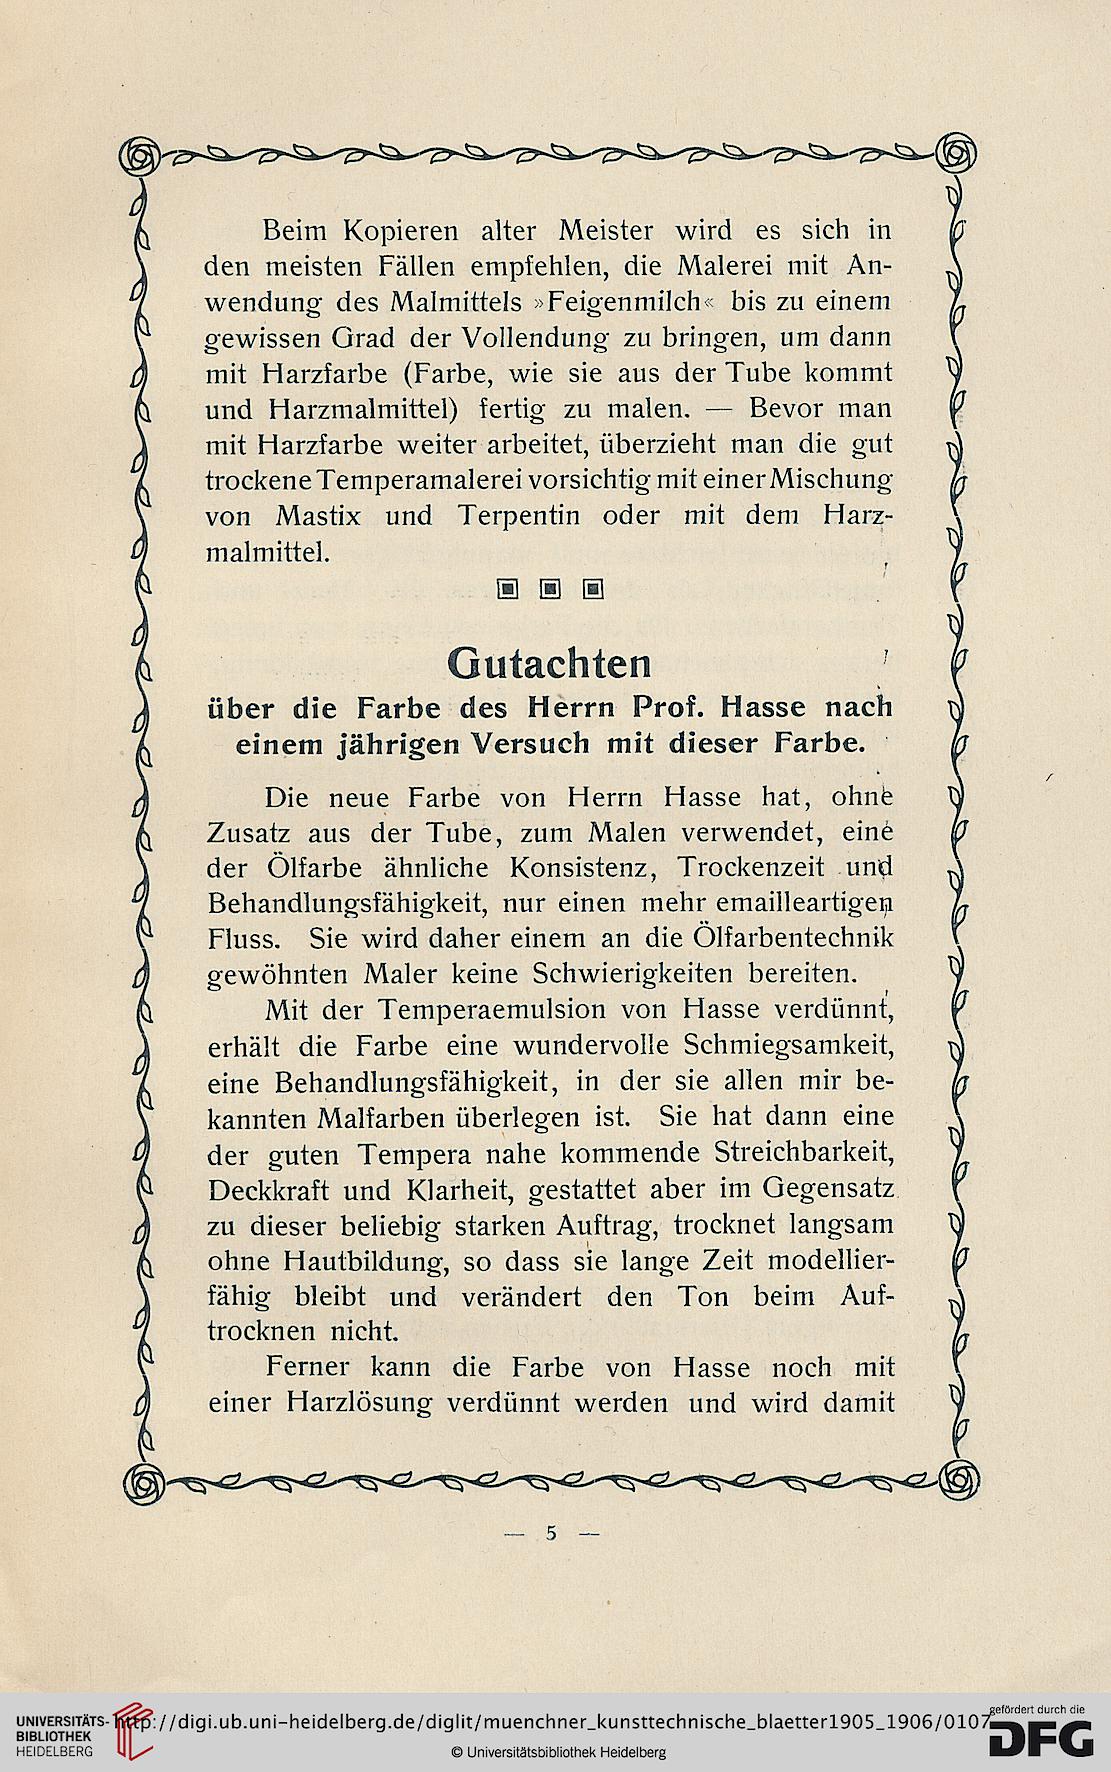 Beim Kopieren alter Meister wird es sich in
den meisten Fällen empfehlen, die Malerei mit An-
wendung des Malmittels »Feigenmilch« bis zu einem
gewissen Grad der Vollendung zu bringen, um dann
mit Harzfarbe (Farbe, wie sie aus der Tube kommt
und Harzmalmittel) fertig zu malen. — Bevor man
mit Harzfarbe weiter arbeitet, überzieht man die gut
trockene Temperamalerei vorsichtig mit einer Mischung
von Mastix und Terpentin oder mit dem Harz-
malmittel.
Gutachten
über die Farbe des Herrn Prof. Hasse nach
einem jährigen Versuch mit dieser Farbe.
Die neue Farbe von Herrn Hasse hat, ohne
Zusatz aus der Tube, zum Malen verwendet, eine
der Ölfarbe ähnliche Konsistenz, Trockenzeit und
Behandlungsfähigkeit, nur einen mehr emailleartigen
Fluss. Sie wird daher einem an die Ölfarbentechnik
gewöhnten Maler keine Schwierigkeiten bereiten.
Mit der Temperaemulsion von Hasse verdünnt,
erhält die Farbe eine wundervolle Schmiegsamkeit,
eine Behandlungsfähigkeit, in der sie allen mir be-
kannten Malfarben überlegen ist. Sie hat dann eine
der guten Tempera nahe kommende Streichbarkeit,
Deckkraft und Klarheit, gestattet aber im Gegensatz
zu dieser beliebig starken Auftrag, trocknet langsam
ohne Hautbildung, so dass sie lange Zeit modellier-
fähig bleibt und verändert den Ton beim Auf-
trocknen nicht.
Ferner kann die Farbe von Hasse noch mit
einer Harzlösung verdünnt werden und wird damit
— 5 —
UNIVERSITÄTS-
BIBLIOTHEK
HEIDELBERG
http://digi.ub.uni-heidelberg.de/diglit/muenchner_kunsttechnische_blaetter1905_1906/0107
© Universitätsbibliothek Heidelberg
gefördert durch die
DFG